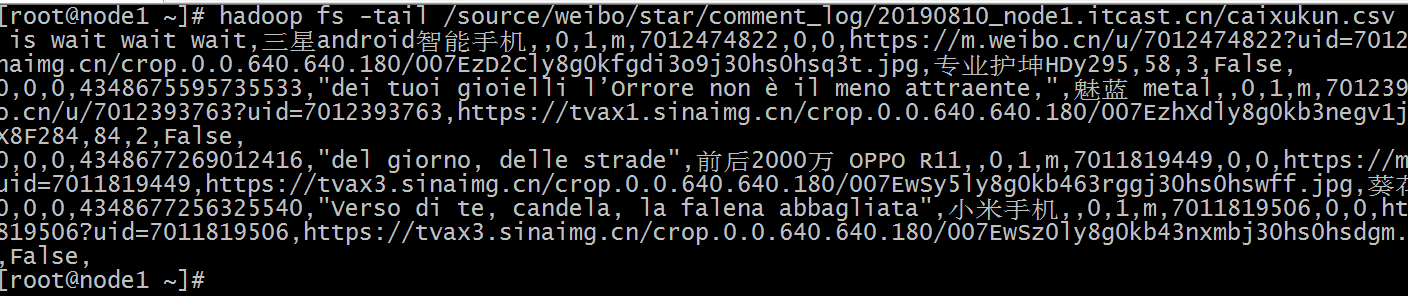 [root@node1 ~]# hadoop fs -tail /source/weibo/star/comment_log/20190810_node1.itcast.cn/caixukun.csv
is wait wait wait,三星android智能手机,,0,1,m,7012474822,0,0,https://m.weibo.cn/u/7012474822?uid=7012
naimg.cn/crop.0.0.640.640.180/007EzD2Cly8g0kfgdi3o9j30hs0hsq3t.jpg,专业护坤HDy295,58,3,False,
0,0,0,4348675595735533,"dei tuoi gioielli l’Orrore non è il meno attraente,",魅蓝 metal,,0,1,m,701239
o.cn/u/7012393763?uid=7012393763,https://tvax1.sinaimg.cn/crop.0.0.640.640.180/007EzhXdly8g0kb3negv1j
X8F284,84,2,False,
0,0,0,4348677269012416,"del giorno, delle strade",前后2000万 OPPO R11,,0,1,m,7011819449,0,0,https://m
uid=7011819449,https://tvax3.sinaimg.cn/crop.0.0.640.640.180/007EwSy5ly8g0kb463rggj30hs0hswff.jpg,葵花
0,0,0,4348677256325540,"Verso di te, candela, la falena abbagliata",小米手机,,0,1,m,7011819506,0,0,ht
819506?uid=7011819506,https://tvax3.sinaimg.cn/crop.0.0.640.640.180/007EwSzOly8g0kb43nxmbj30hs0hsdgm.
,False,
[root@node1 ~]#